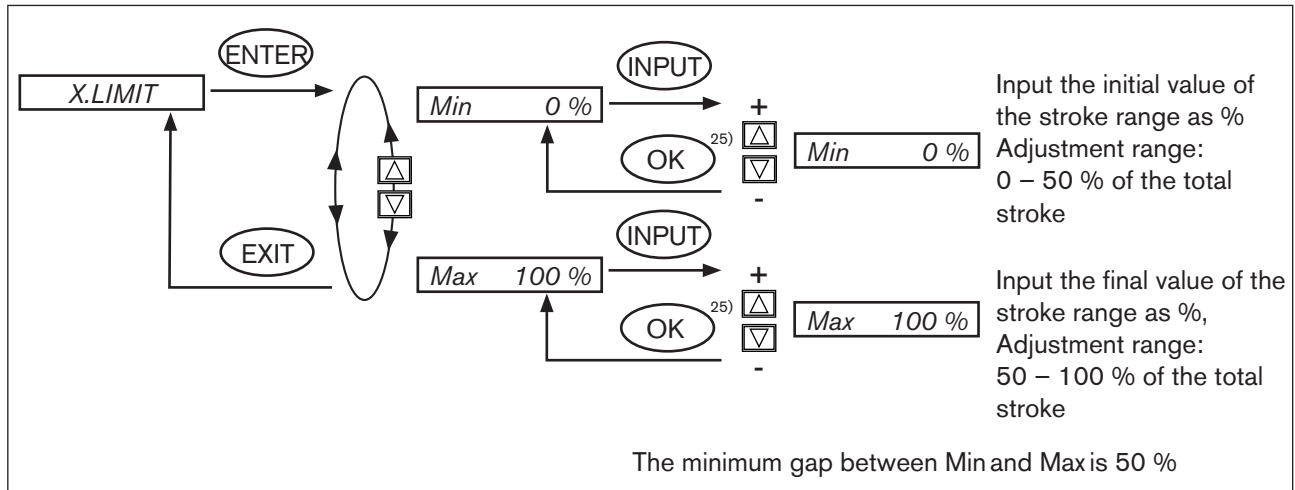 ENTER
X.LIMIT
EXIT
INPUT
Min 0 %
OK 25)
+
-
Min 0 %
Input the initial value of
the stroke range as %
Adjustment range:
0 – 50 % of the total
stroke
INPUT
Max 100 %
OK 25)
+
-
Max 100 %
Input the final value of the
stroke range as %,
Adjustment range:
50 – 100 % of the total
stroke
The minimum gap between Min and Max is 50 %